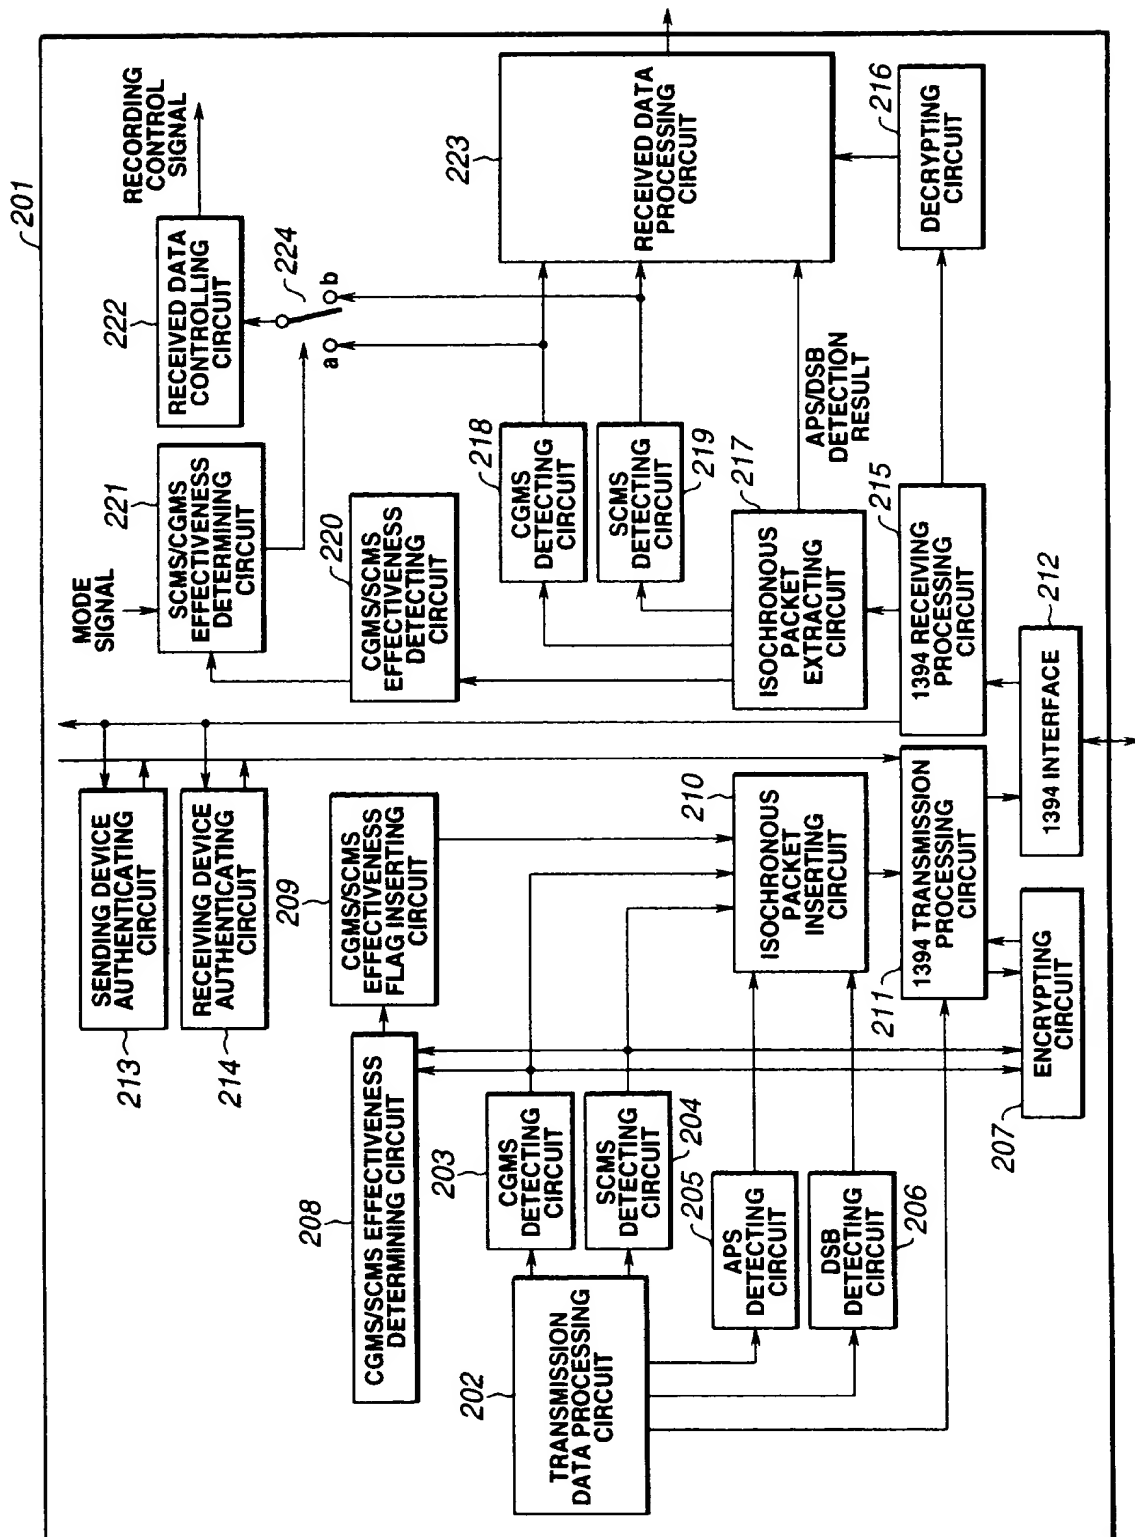 201
SENDING DEVICE
AUTHENTICATING
CIRCUIT
213
RECEIVING DEVICE
AUTHENTICATING
CIRCUIT
214
MODE
SIGNAL
SCMS/CGMS
EFFECTIVENESS
DETERMINING
CIRCUIT
221
RECEIVED DATA
CONTROLLING
CIRCUIT
222
RECORDING
CONTROL
SIGNAL
224
a
b
CGMS/SCMS EFFECTIVENESS
DETERMINING CIRCUIT
208
CGMS/SCMS
EFFECTIVENESS
FLAG INSERTING
CIRCUIT
209
CGMS/SCMS
EFFECTIVENESS
DETECTING
CIRCUIT
220
TRANSMISSION
DATA PROCESSING
CIRCUIT
202
CGMS
DETECTING
CIRCUIT
203
SCMS
DETECTING
CIRCUIT
204
APS
DETECTING
CIRCUIT
205
DSB
DETECTING
CIRCUIT
206
ISOCHRONOUS
PACKET
INSERTING
CIRCUIT
210
CGMS
DETECTING
CIRCUIT
218
SCMS
DETECTING
CIRCUIT
219
ISOCHRONOUS
PACKET
EXTRACTING
CIRCUIT
217
APS/DSB
DETECTION
RESULT
RECEIVED DATA
PROCESSING
CIRCUIT
223
1394 TRANSMISSION
PROCESSING
CIRCUIT
211
1394 RECEIVING
PROCESSING
CIRCUIT
215
DECRYPTING
CIRCUIT
216
ENCRYPTING
CIRCUIT
207
1394 INTERFACE
212